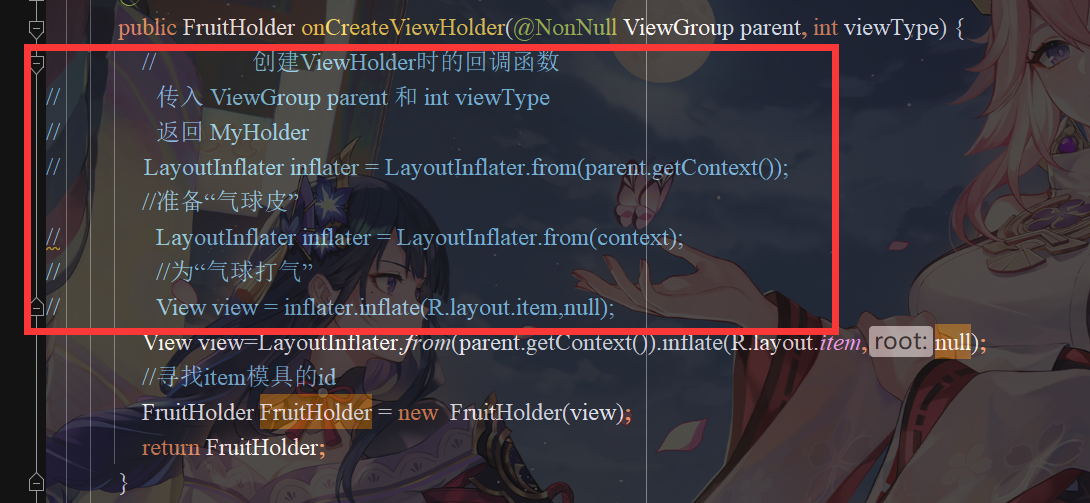 public FruitHolder onCreateViewHolder(@NonNull ViewGroup parent, int viewType) {
// 创建ViewHolder时的回调函数
// 传入 ViewGroup parent 和 int viewType
// 返回 MyHolder
// LayoutInflater inflater = LayoutInflater.from(parent.getContext());
//准备“气球皮”
// LayoutInflater inflater = LayoutInflater.from(context);
// //为“气球打气”
// View view = inflater.inflate(R.layout.item,null);
View view=LayoutInflater.from(parent.getContext()).inflate(R.layout.item, root: null);
//寻找item模具的id
FruitHolder FruitHolder = new FruitHolder(view);
return FruitHolder;
}